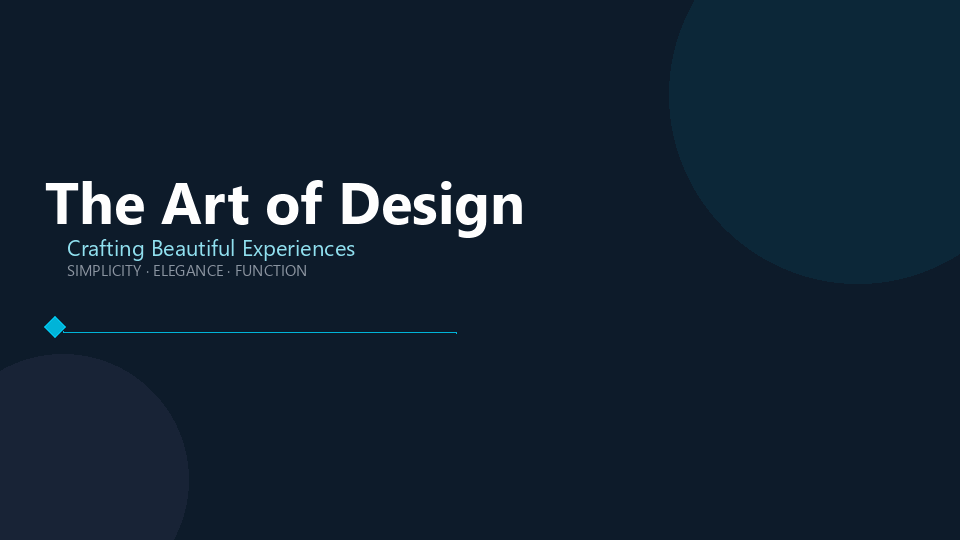 The Art of Design
Crafting Beautiful Experiences
SIMPLICITY · ELEGANCE · FUNCTION